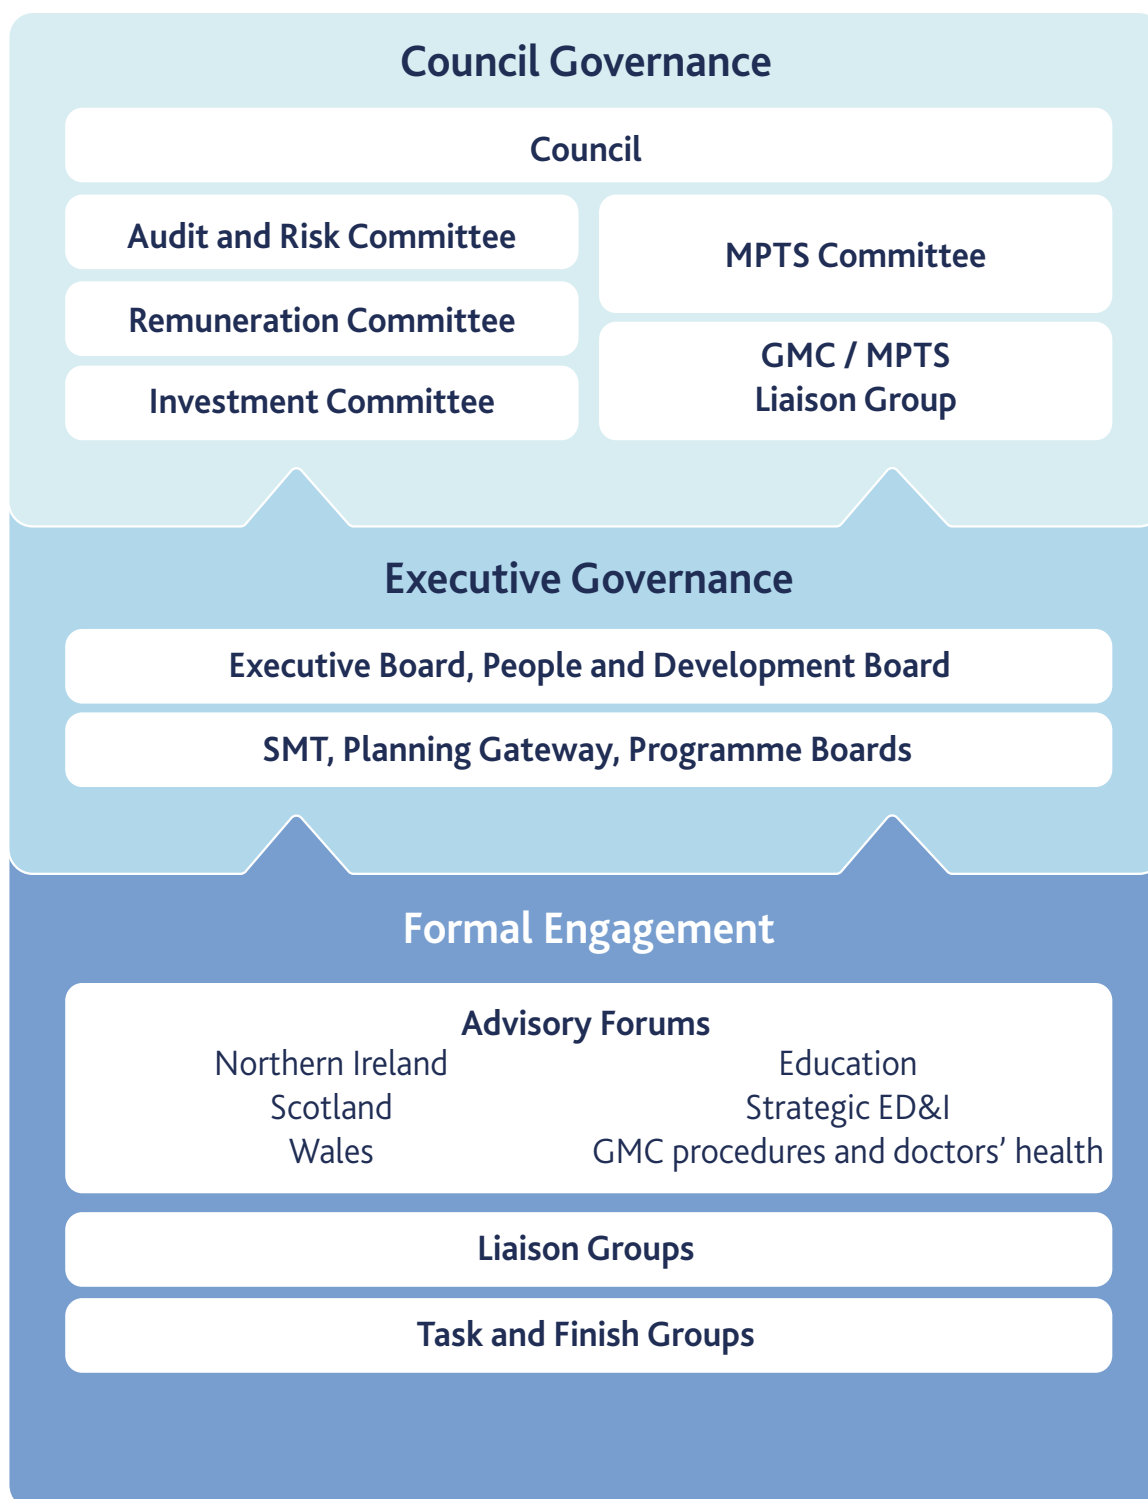 Council Governance
Council
Audit and Risk Committee
Remuneration Committee
Investment Committee
MPTS Committee
GMC / MPTS
Liaison Group
Executive Governance
Executive Board, People and Development Board
SMT, Planning Gateway, Programme Boards
Formal Engagement
Advisory Forums
Northern Ireland
Scotland
Wales
Education
Strategic ED&I
GMC procedures and doctors’ health
Liaison Groups
Task and Finish Groups